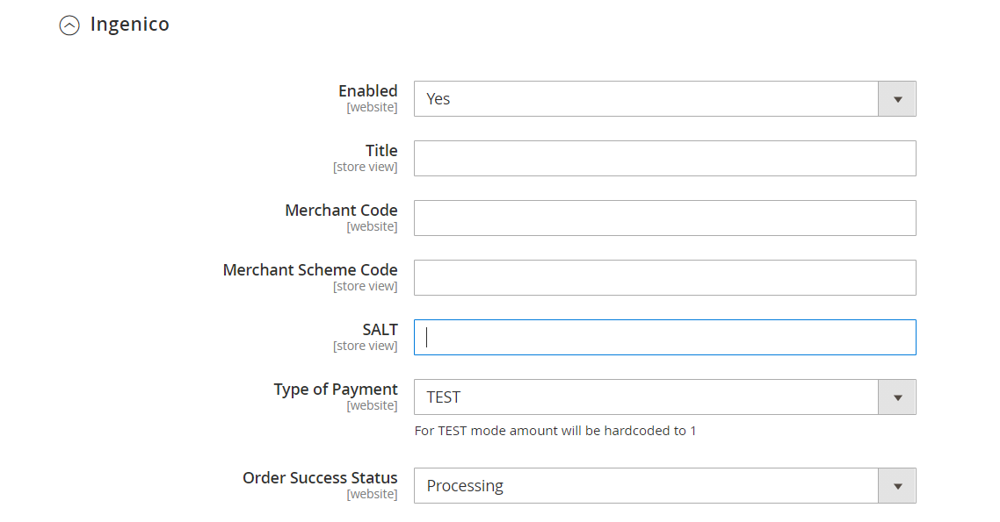 Ingenico
Enabled
[website]
Yes
Title
[store view]
Merchant Code
[website]
Merchant Scheme Code
[store view]
SALT
[store view]
Type of Payment
[website]
TEST
For TEST mode amount will be hardcoded to 1
Order Success Status
[website]
Processing